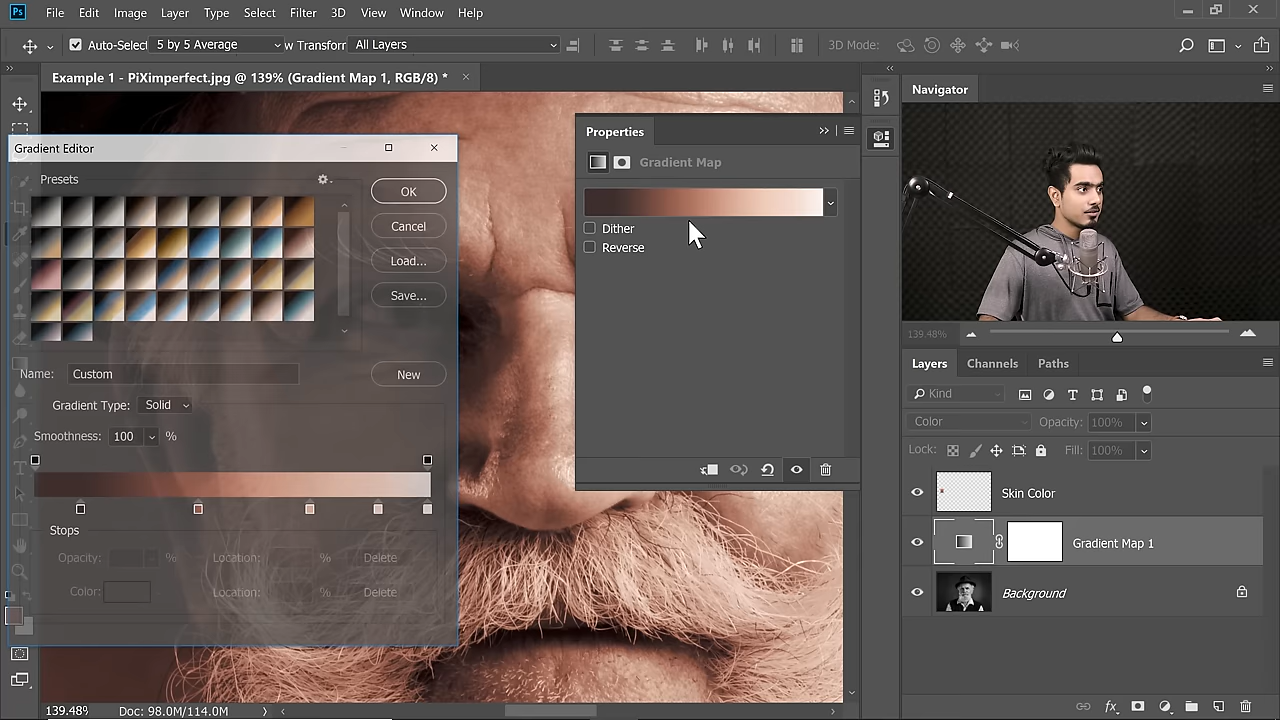 Ps File Edit Image Layer Type Select Filter 3D View Window Help
Auto-Select 5 by 5 Average w Transforr All Layers 3D Mode:
Example 1 - PiXimperfect.jpg @ 139% (Gradient Map 1, RGB/8) *
Navigator
Properties
Gradient Map
Dither
Reverse
Gradient Editor
Presets
OK
Cancel
Load...
Save...
Name: Custom
New
Gradient Type: Solid
Smoothness: 100 %
Stops
Opacity: Location: % Delete
Color: Location: % Delete
139.48%
Layers Channels Paths
Kind
Color Opacity: 100%
Lock: Fill: 100%
Skin Color
Gradient Map 1
Background
139.48% Doc: 98.0M/114.0M